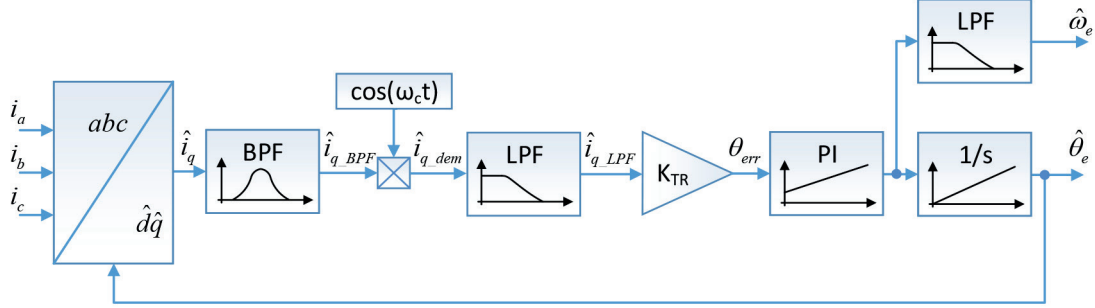 LPF
ω̂e
cos(ωct)
ia
abc
îq
BPF
îq_BPF
îq_dem
LPF
îq_LPF
KTR
θerr
PI
1/s
θ̂e
ib
ic
d̂q̂